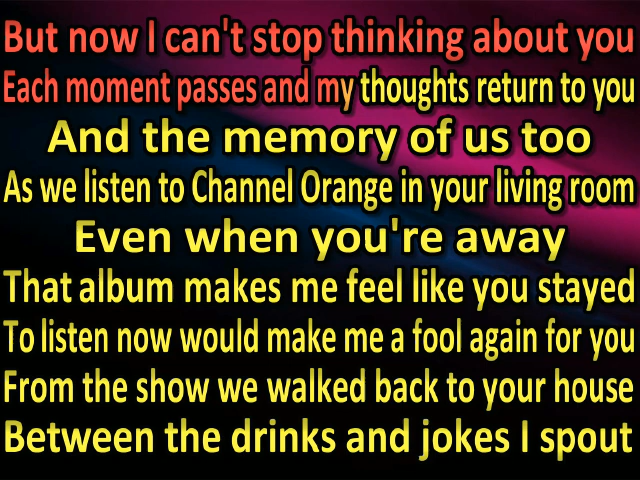 But now I can't stop thinking about you
Each moment passes and my thoughts return to you
And the memory of us too
As we listen to Channel Orange in your living room
Even when you're away
That album makes me feel like you stayed
To listen now would make me a fool again for you
From the show we walked back to your house
Between the drinks and jokes I spout